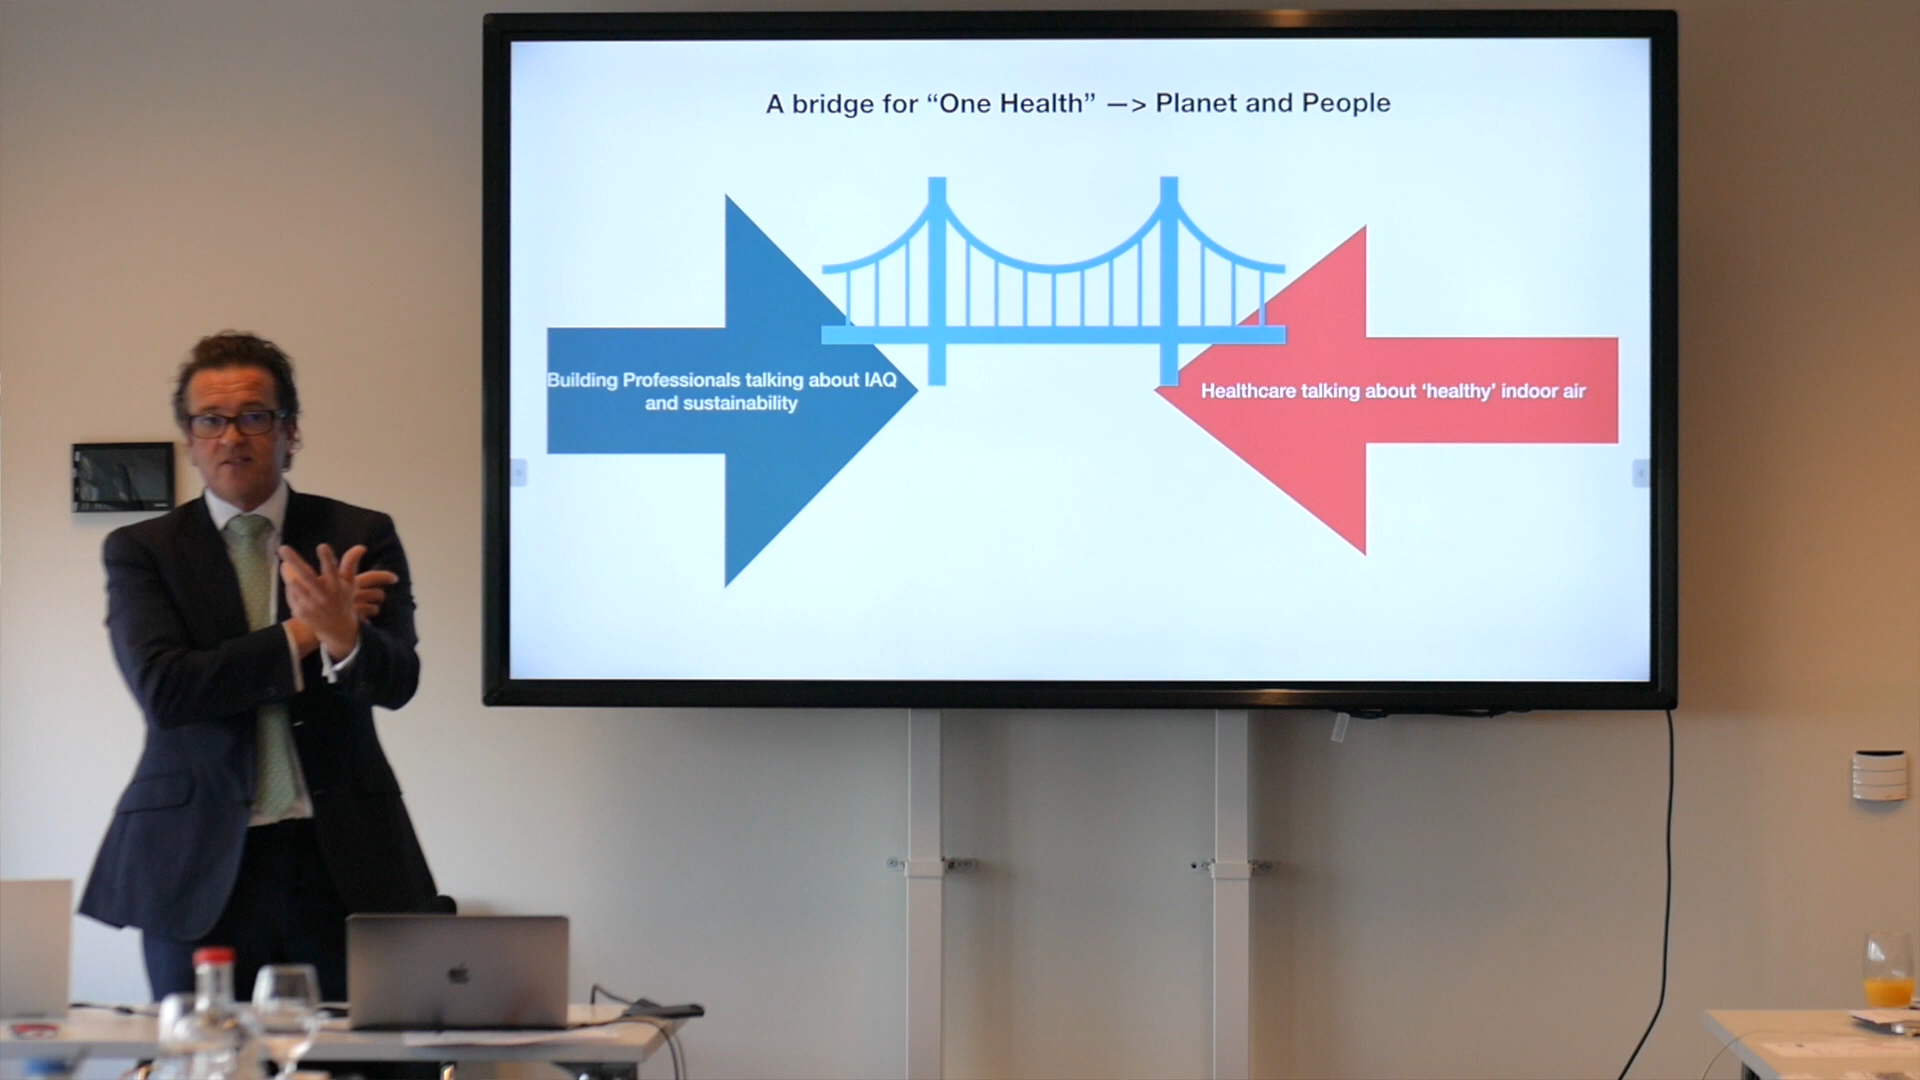 A bridge for “One Health” —> Planet and People
Building Professionals talking about IAQ
and sustainability
Healthcare talking about ‘healthy’ indoor air